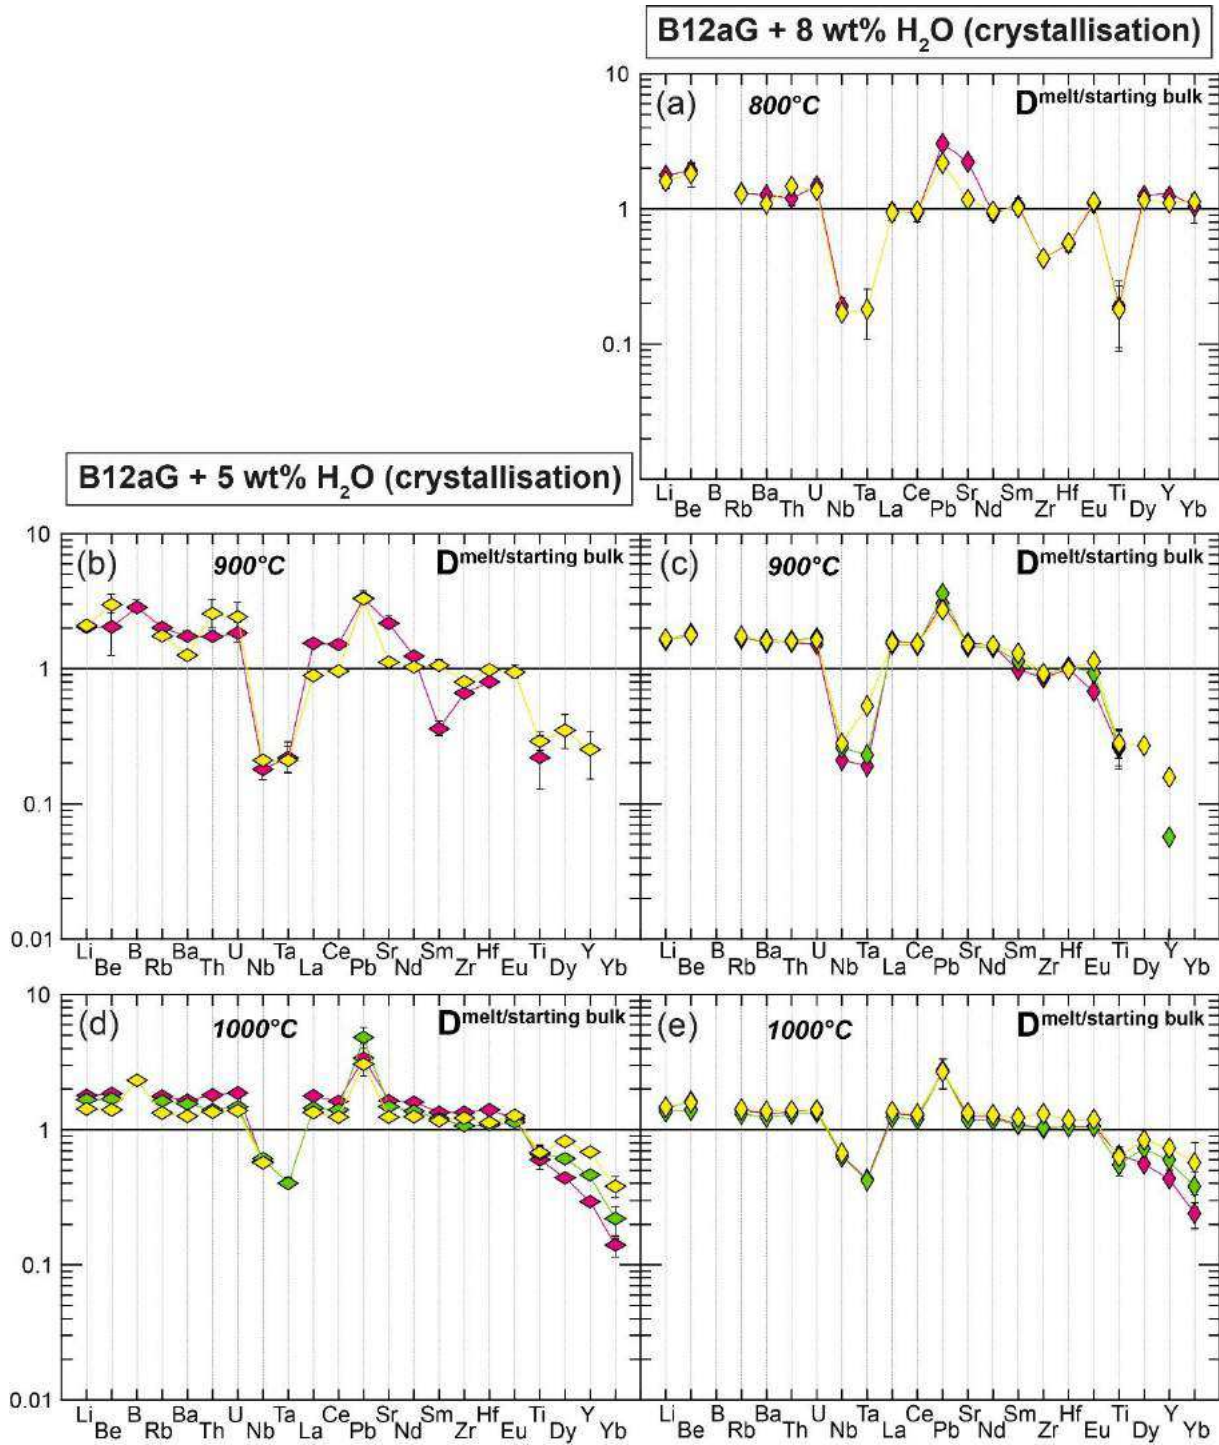 B12aG + 8 wt% H₂O (crystallisation)
10
(a) 800°C D^melt/starting bulk
1
0.1
Li Be B Rb Ba Th U Nb Ta La Ce Pb Sr Nd Sm Zr Hf Eu Ti Dy Y Yb
B12aG + 5 wt% H₂O (crystallisation)
10
(b) 900°C D^melt/starting bulk
(c) 900°C D^melt/starting bulk
1
0.1
0.01
Li Be B Rb Ba Th U Nb Ta La Ce Pb Sr Nd Sm Zr Hf Eu Ti Dy Y Yb
Li Be B Rb Ba Th U Nb Ta La Ce Pb Sr Nd Sm Zr Hf Eu Ti Dy Y Yb
10
(d) 1000°C D^melt/starting bulk
(e) 1000°C D^melt/starting bulk
1
0.1
0.01
Li Be B Rb Ba Th U Nb Ta La Ce Pb Sr Nd Sm Zr Hf Eu Ti Dy Y Yb
Li Be B Rb Ba Th U Nb Ta La Ce Pb Sr Nd Sm Zr Hf Eu Ti Dy Y Yb